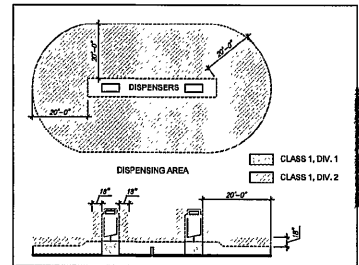 20'-0"
20'-0"
DISPENSERS
20'-0"
DISPENSING AREA
CLASS 1, DIV. 1
CLASS 1, DIV. 2
18"
18"
20'-0"
18"